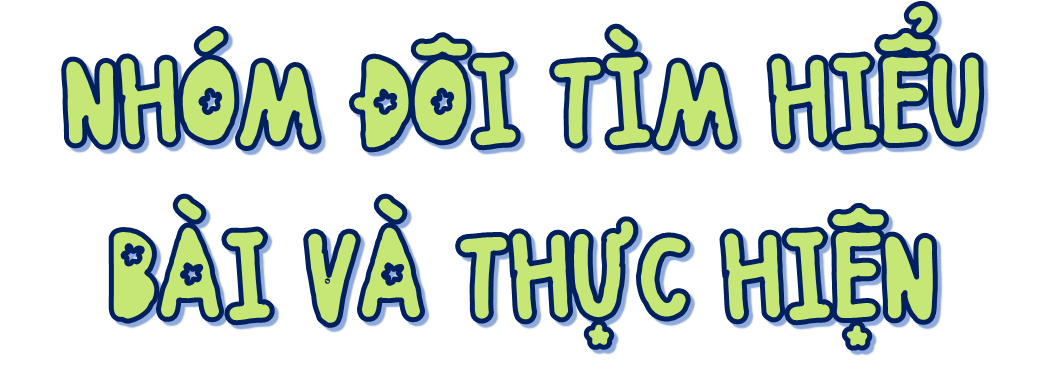 NHÓM ĐÔI TÌM HIỂU
BÀI VÀ THỰC HIỆN